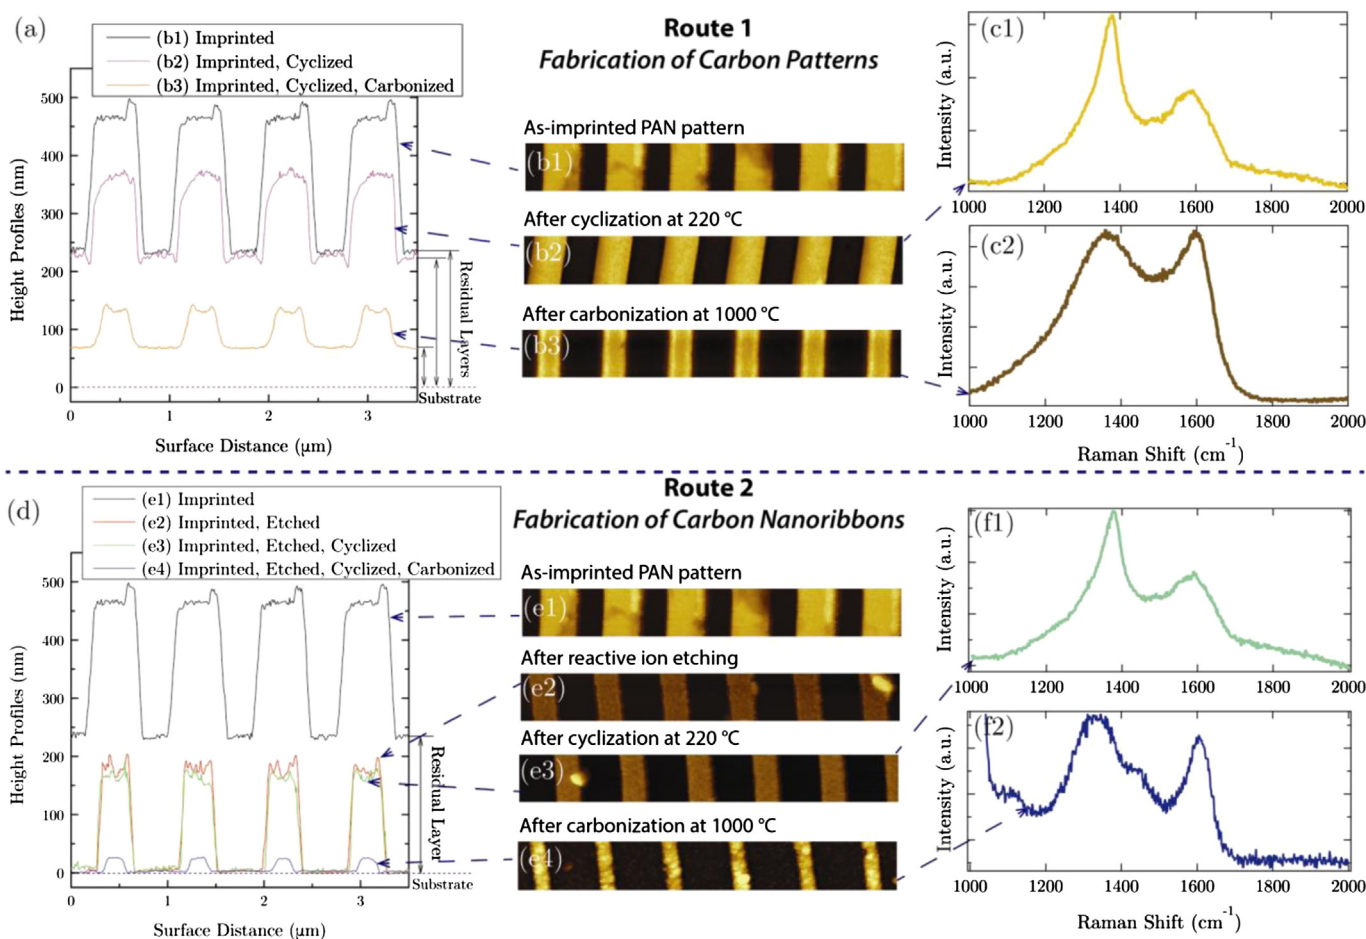 (a)
(b1) Imprinted
(b2) Imprinted, Cyclized
(b3) Imprinted, Cyclized, Carbonized
Height Profiles (nm)
500
400
300
200
100
0
0
1
2
3
Surface Distance (μm)
Residual Layers
Substrate
Route 1
Fabrication of Carbon Patterns
As-imprinted PAN pattern
(b1)
After cyclization at 220 °C
(b2)
After carbonization at 1000 °C
(b3)
(c1)
Intensity (a.u.)
1000 1200 1400 1600 1800 2000
(c2)
Intensity (a.u.)
1000 1200 1400 1600 1800 2000
Raman Shift (cm-1)
(d)
(e1) Imprinted
(e2) Imprinted, Etched
(e3) Imprinted, Etched, Cyclized
(e4) Imprinted, Etched, Cyclized, Carbonized
Height Profiles (nm)
500
400
300
200
100
0
0
1
2
3
Surface Distance (μm)
Residual Layer
Substrate
Route 2
Fabrication of Carbon Nanoribbons
As-imprinted PAN pattern
(e1)
After reactive ion etching
(e2)
After cyclization at 220 °C
(e3)
After carbonization at 1000 °C
(e4)
(f1)
Intensity (a.u.)
1000 1200 1400 1600 1800 2000
(f2)
Intensity (a.u.)
1000 1200 1400 1600 1800 2000
Raman Shift (cm-1)